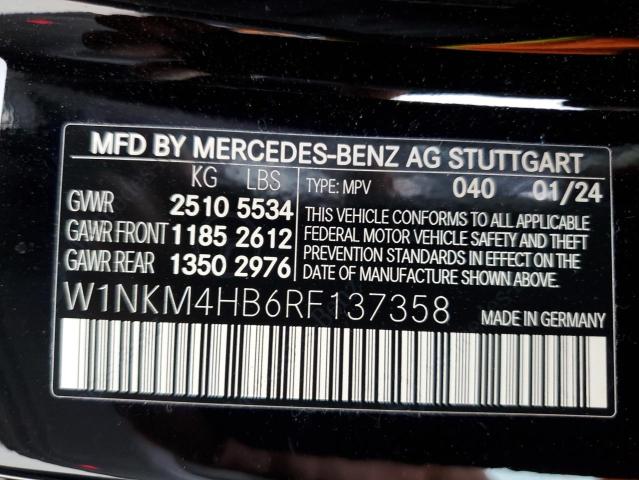 MFD BY MERCEDES-BENZ AG STUTTGART
KG LBS
GVWR 2510 5534
GAWR FRONT 1185 2612
GAWR REAR 1350 2976
TYPE: MPV 040 01/24
THIS VEHICLE CONFORMS TO ALL APPLICABLE
FEDERAL MOTOR VEHICLE SAFETY AND THEFT
PREVENTION STANDARDS IN EFFECT ON THE
DATE OF MANUFACTURE SHOWN ABOVE.
W1NKM4HB6RF137358
MADE IN GERMANY